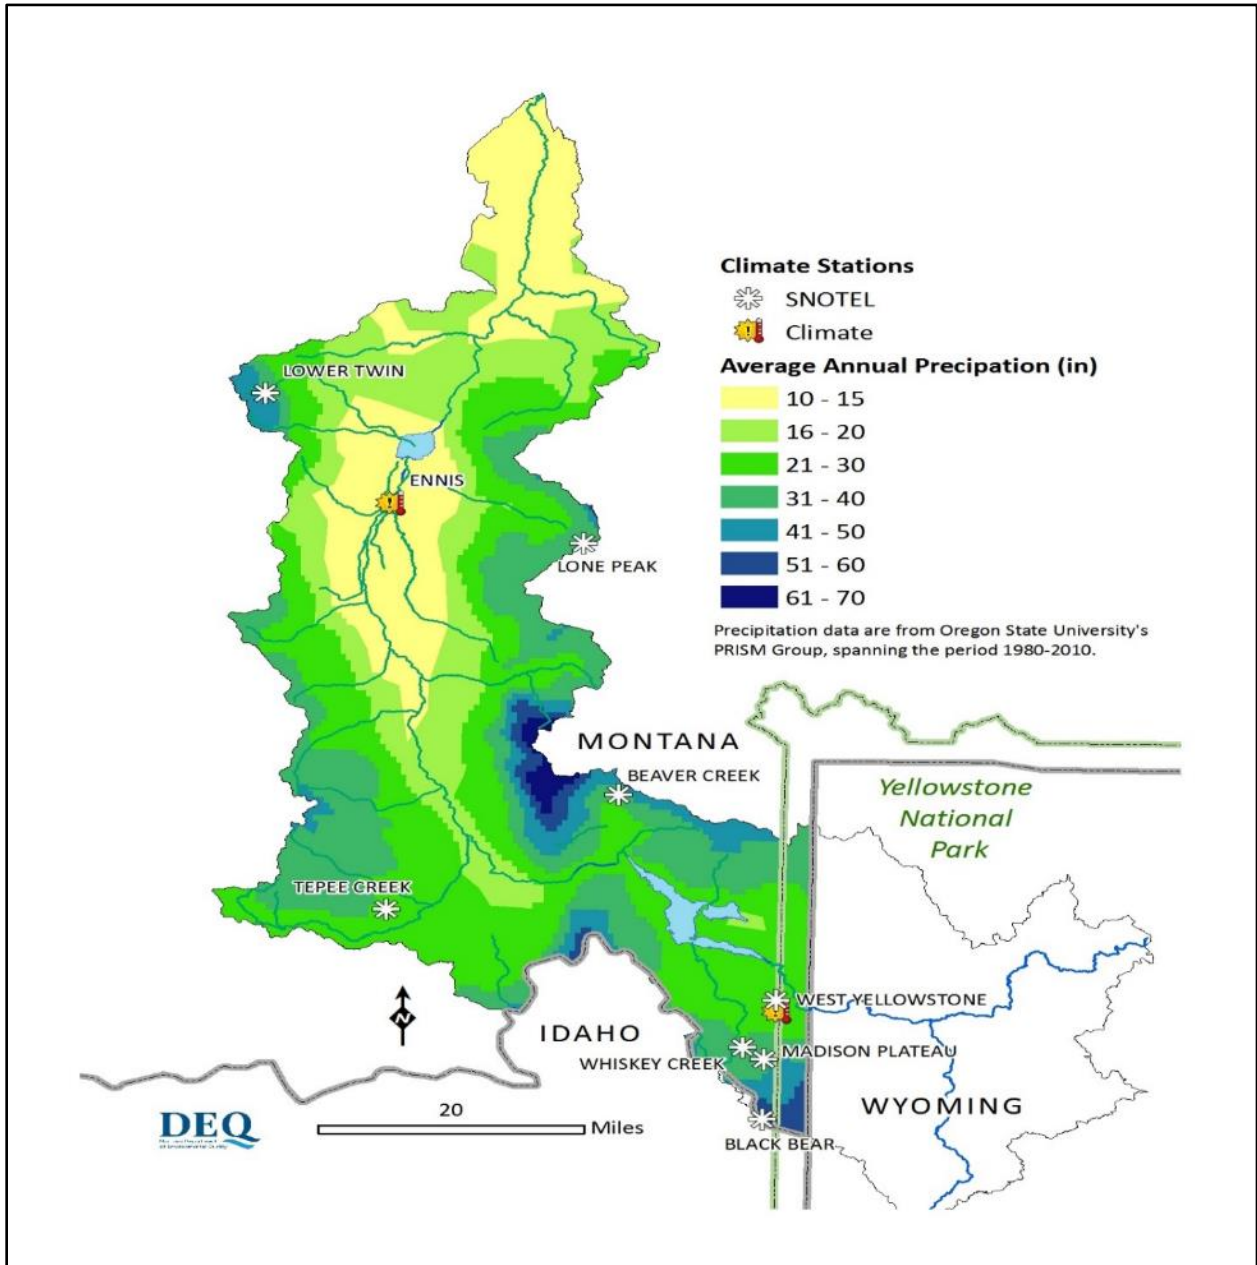 Climate Stations
SNOTEL
Climate
Average Annual Precipation (in)
10 - 15
16 - 20
21 - 30
31 - 40
41 - 50
51 - 60
61 - 70
Precipitation data are from Oregon State University's
PRISM Group, spanning the period 1980-2010.
LOWER TWIN
ENNIS
LONE PEAK
MONTANA
BEAVER CREEK
Yellowstone
National
Park
TEPEE CREEK
WEST YELLOWSTONE
IDAHO
MADISON PLATEAU
WHISKEY CREEK
WYOMING
BLACK BEAR
N
20
Miles
DEQ